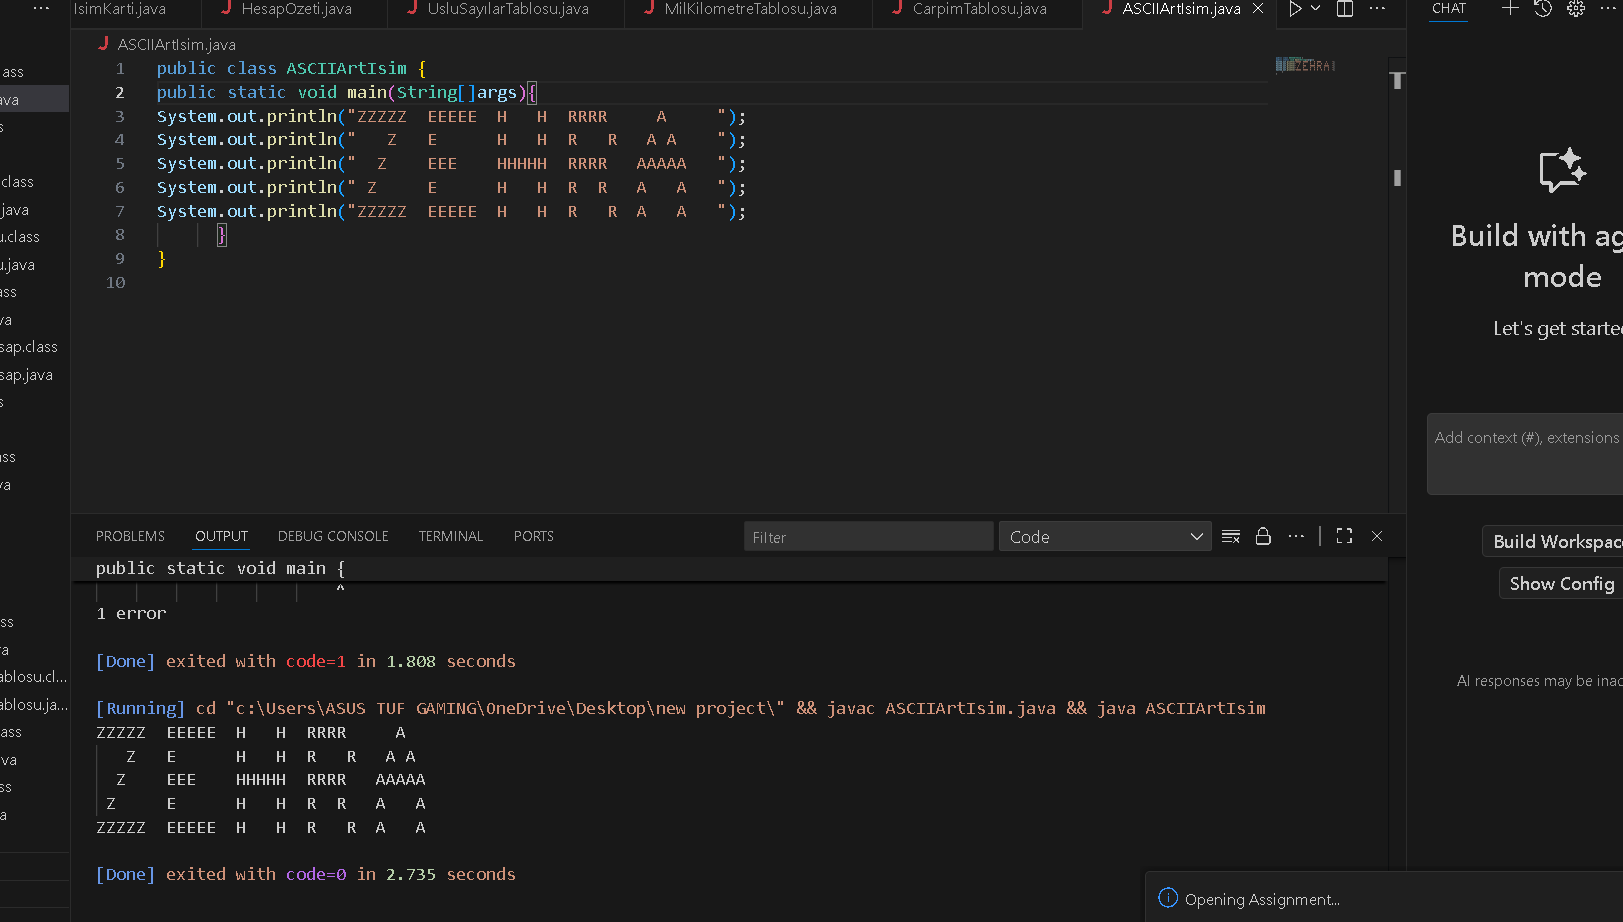 IsimKarti.java HesapOzeti.java UsluSayılarTablosu.java MilKilometreTablosu.java CarpimTablosu.java ASCIIArtIsim.java CHAT
ASCIIArtIsim.java
1 public class ASCIIArtIsim {
2 public static void main(String[]args){
3 System.out.println("ZZZZZ  EEEEE  H   H  RRRR     A     ");
4 System.out.println("   Z   E      H   H  R   R   A A    ");
5 System.out.println("  Z    EEE    HHHHH  RRRR   AAAAA   ");
6 System.out.println(" Z     E      H   H  R  R   A   A   ");
7 System.out.println("ZZZZZ  EEEEE  H   H  R   R  A   A   ");
8 }
9 }
10
ass
ava
s
class
.java
u.class
u.java
ass
va
sap.class
sap.java
s
ss
va
ss
ra
ablosu.cl...
ablosu.ja...
ass
va
ss
a
Build with ag
mode
Let's get starte
Add context (#), extensions
Build Workspac
Show Config
AI responses may be inac
PROBLEMS OUTPUT DEBUG CONSOLE TERMINAL PORTS Filter Code
public static void main {
^
1 error
[Done] exited with code=1 in 1.808 seconds
[Running] cd "c:\Users\ASUS TUF GAMING\OneDrive\Desktop\new project\" && javac ASCIIArtIsim.java && java ASCIIArtIsim
ZZZZZ  EEEEE  H   H  RRRR     A
   Z   E      H   H  R   R   A A
  Z    EEE    HHHHH  RRRR   AAAAA
 Z     E      H   H  R  R   A   A
ZZZZZ  EEEEE  H   H  R   R  A   A
[Done] exited with code=0 in 2.735 seconds
Opening Assignment...